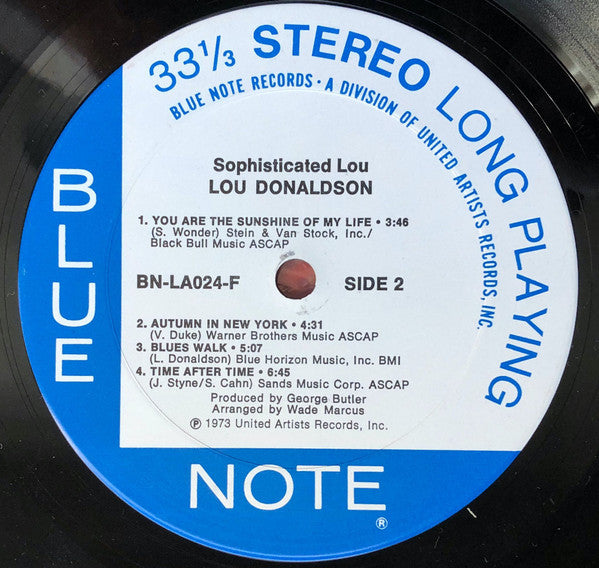 33⅓ STEREO LONG PLAYING
BLUE NOTE RECORDS • A DIVISION OF UNITED ARTISTS RECORDS, INC.
Sophisticated Lou
LOU DONALDSON
1. YOU ARE THE SUNSHINE OF MY LIFE • 3:46
(S. Wonder) Stein & Van Stock, Inc./
Black Bull Music ASCAP
BN-LA024-F SIDE 2
2. AUTUMN IN NEW YORK • 4:31
(V. Duke) Warner Brothers Music ASCAP
3. BLUES WALK • 5:07
(L. Donaldson) Blue Horizon Music, Inc. BMI
4. TIME AFTER TIME • 6:45
(J. Styne/S. Cahn) Sands Music Corp. ASCAP
Produced by George Butler
Arranged by Wade Marcus
℗ 1973 United Artists Records, Inc.
BLUE
NOTE
®